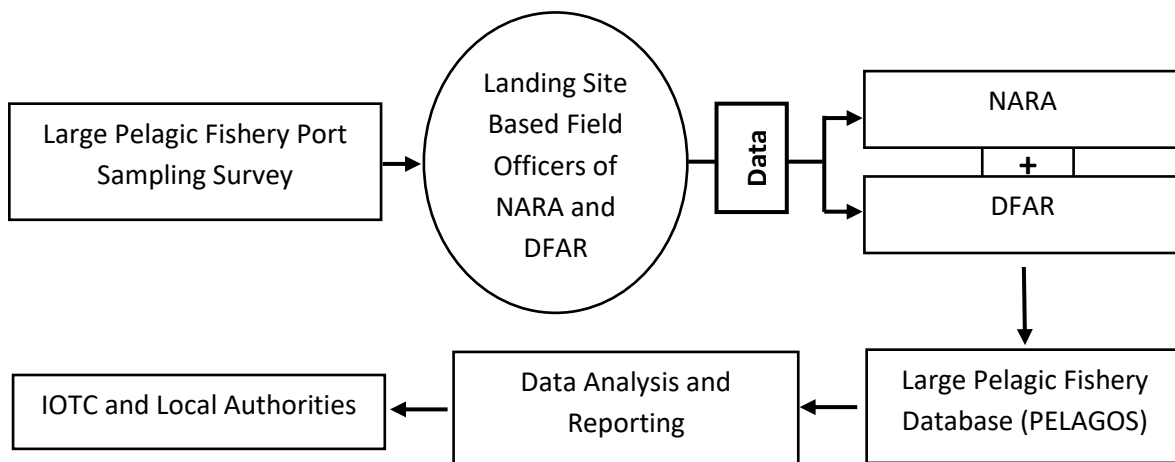 Large Pelagic Fishery Port
Sampling Survey
Landing Site
Based Field
Officers of
NARA and
DFAR
Data
NARA
+
DFAR
Large Pelagic Fishery
Database (PELAGOS)
Data Analysis and
Reporting
IOTC and Local Authorities